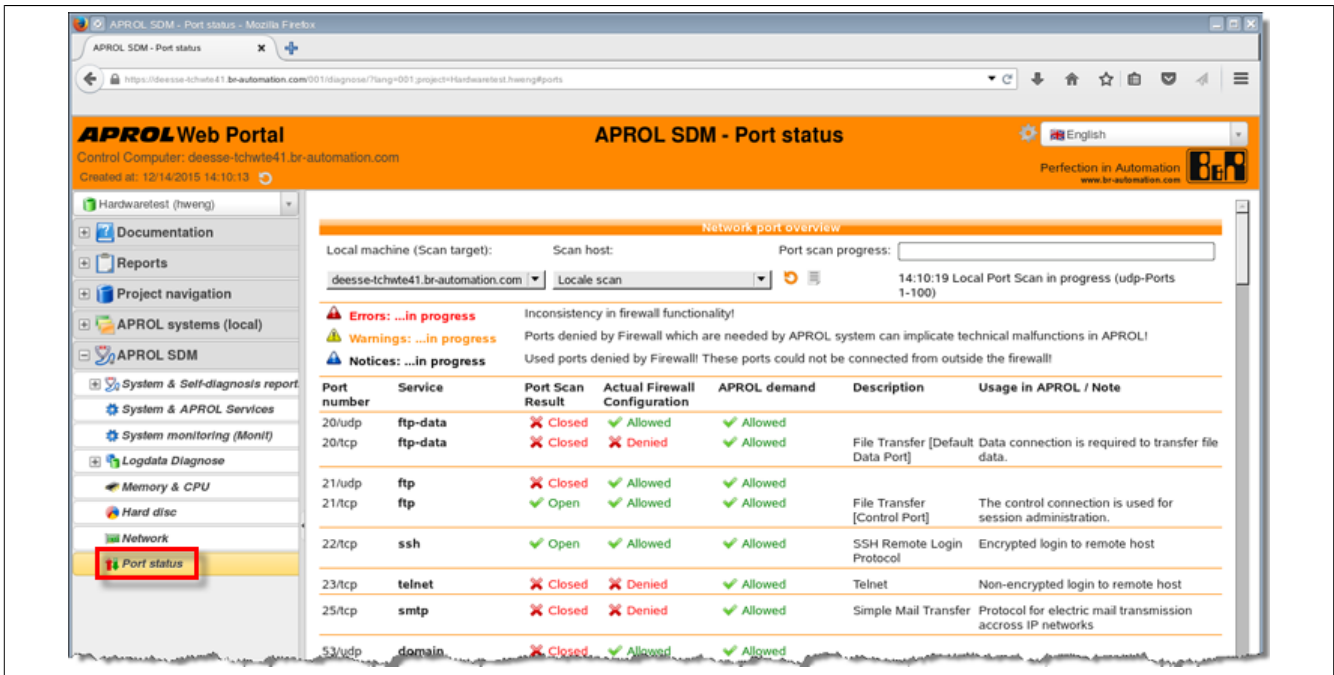 APROL SDM - Port status - Mozilla Firefox
APROL SDM - Port status
https://deesse-tchwte41.br-automation.com/001/diagnose/?lang=001;project=Hardwaretest.hweng#ports
APROL Web Portal
APROL SDM - Port status
English
Control Computer: deesse-tchwte41.br-automation.com
Created at: 12/14/2015 14:10:13
Perfection in Automation
www.br-automation.com
B&R
Hardwaretest (hweng)
Documentation
Reports
Project navigation
APROL systems (local)
APROL SDM
System & Self-diagnosis report
System & APROL Services
System monitoring (Monit)
Logdata Diagnose
Memory & CPU
Hard disc
Network
Port status
Network port overview
Local machine (Scan target): Scan host: Port scan progress:
deesse-tchwte41.br-automation.com Locale scan 14:10:19 Local Port Scan in progress (udp-Ports
1-100)
Errors: ...in progress Inconsistency in firewall functionality!
Warnings: ...in progress Ports denied by Firewall which are needed by APROL system can implicate technical malfunctions in APROL!
Notices: ...in progress Used ports denied by Firewall! These ports could not be connected from outside the firewall!
Port Service Port Scan Actual Firewall APROL demand Description Usage in APROL / Note
number Result Configuration
20/udp ftp-data Closed Allowed Allowed
20/tcp ftp-data Closed Denied Allowed File Transfer [Default Data connection is required to transfer file
Data Port] data.
21/udp ftp Closed Allowed Allowed
21/tcp ftp Open Allowed Allowed File Transfer The control connection is used for
[Control Port] session administration.
22/tcp ssh Open Allowed Allowed SSH Remote Login Encrypted login to remote host
Protocol
23/tcp telnet Closed Denied Allowed Telnet Non-encrypted login to remote host
25/tcp smtp Closed Denied Allowed Simple Mail Transfer Protocol for electric mail transmission
accross IP networks
53/udp domain Closed Allowed Allowed